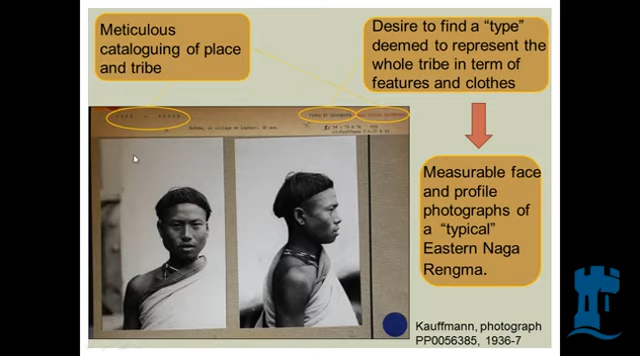 Meticulous
cataloguing of place
and tribe
Desire to find a “type”
deemed to represent the
whole tribe in term of
features and clothes
Measurable face
and profile
photographs of
a “typical”
Eastern Naga
Rengma.
Kauffmann, photograph
PP0056385, 1936-7